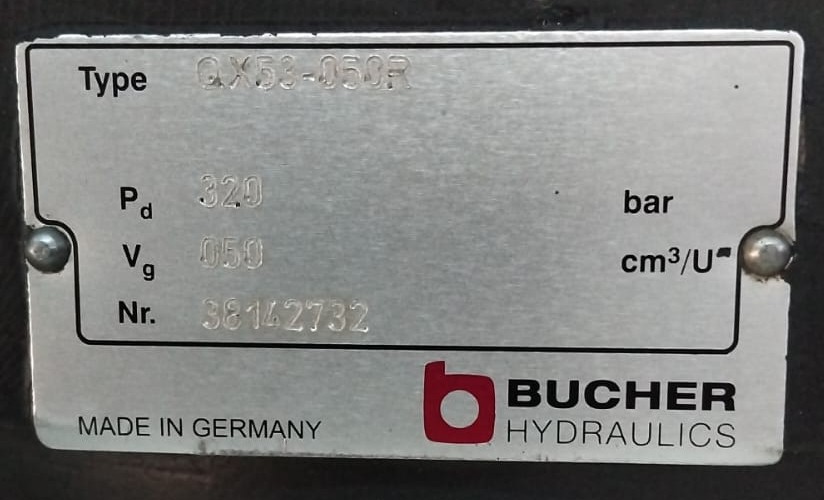 Type QX53-050R
Pd 320 bar
Vg 050 cm³/U
Nr. 38142732
BUCHER
HYDRAULICS
MADE IN GERMANY